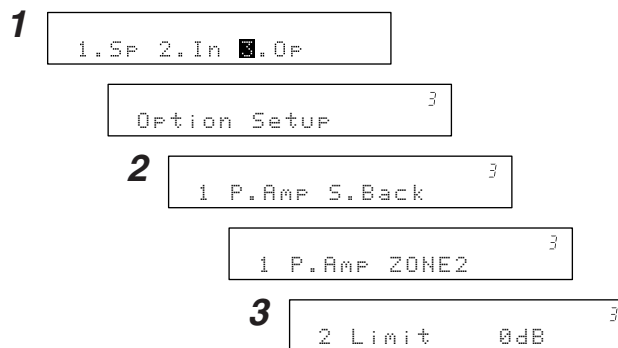 1
1.Sp 2.In 3.Op
3
Option Setup
2
3
1 P.Amp S.Back
3
1 P.Amp ZONE2
3
3
2 Limit 0dB